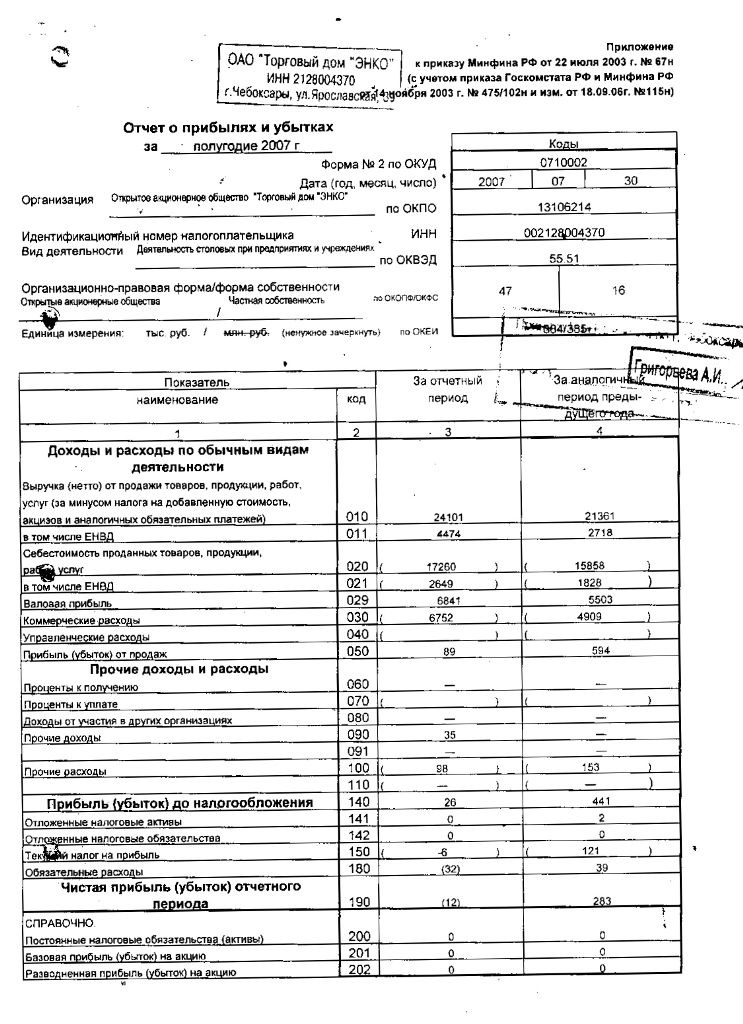 Приложение
ОАО "Торговый дом "ЭНКО"
к приказу Минфина РФ от 22 июля 2003 г. № 67н
ИНН 2128004370
(с учетом приказа Госкомстата РФ и Минфина РФ
г.Чебоксары, ул.Ярославская, 39
от 14 ноября 2003 г. № 475/102н и изм. от 18.09.06г. №115н)
Отчет о прибылях и убытках
за полугодие 2007 г
Коды
Форма № 2 по ОКУД 0710002
Дата (год, месяц, число) 2007 07 30
Организация Открытое акционерное общество "Торговый дом "ЭНКО"
по ОКПО 13106214
Идентификационный номер налогоплательщика ИНН 002128004370
Вид деятельности Деятельность столовых при предприятиях и учреждениях
по ОКВЭД 55.51
Организационно-правовая форма/форма собственности 47 16
Открытые акционерные общества Частная собственность по ОКОПФ/ОКФС
/
Единица измерения: тыс. руб. / млн. руб. (ненужное зачеркнуть) по ОКЕИ 384/385
Григорьева А.И.
Показатель За отчетный За аналогичный
наименование код период период преды-
дущего года
1 2 3 4
Доходы и расходы по обычным видам
деятельности
Выручка (нетто) от продажи товаров, продукции, работ,
услуг (за минусом налога на добавленную стоимость,
акцизов и аналогичных обязательных платежей) 010 24101 21361
в том числе ЕНВД 011 4474 2718
Себестоимость проданных товаров, продукции,
работ, услуг 020 ( 17260 ) ( 15858 )
в том числе ЕНВД 021 ( 2649 ) ( 1828 )
Валовая прибыль 029 6841 5503
Коммерческие расходы 030 ( 6752 ) ( 4909 )
Управленческие расходы 040 ( ) ( )
Прибыль (убыток) от продаж 050 89 594
Прочие доходы и расходы
Проценты к получению 060 — —
Проценты к уплате 070 ( ) ( )
Доходы от участия в других организациях 080 — —
Прочие доходы 090 35 —
091 — —
Прочие расходы 100 ( 98 ) ( 153 )
110 ( — ) ( — )
Прибыль (убыток) до налогообложения 140 26 441
Отложенные налоговые активы 141 0 2
Отложенные налоговые обязательства 142 0 0
Текущий налог на прибыль 150 ( -6 ) ( 121 )
Обязательные расходы 180 (32) 39
Чистая прибыль (убыток) отчетного
периода 190 (12) 283
СПРАВОЧНО.
Постоянные налоговые обязательства (активы) 200 0 0
Базовая прибыль (убыток) на акцию 201 0 0
Разводненная прибыль (убыток) на акцию 202 0 0